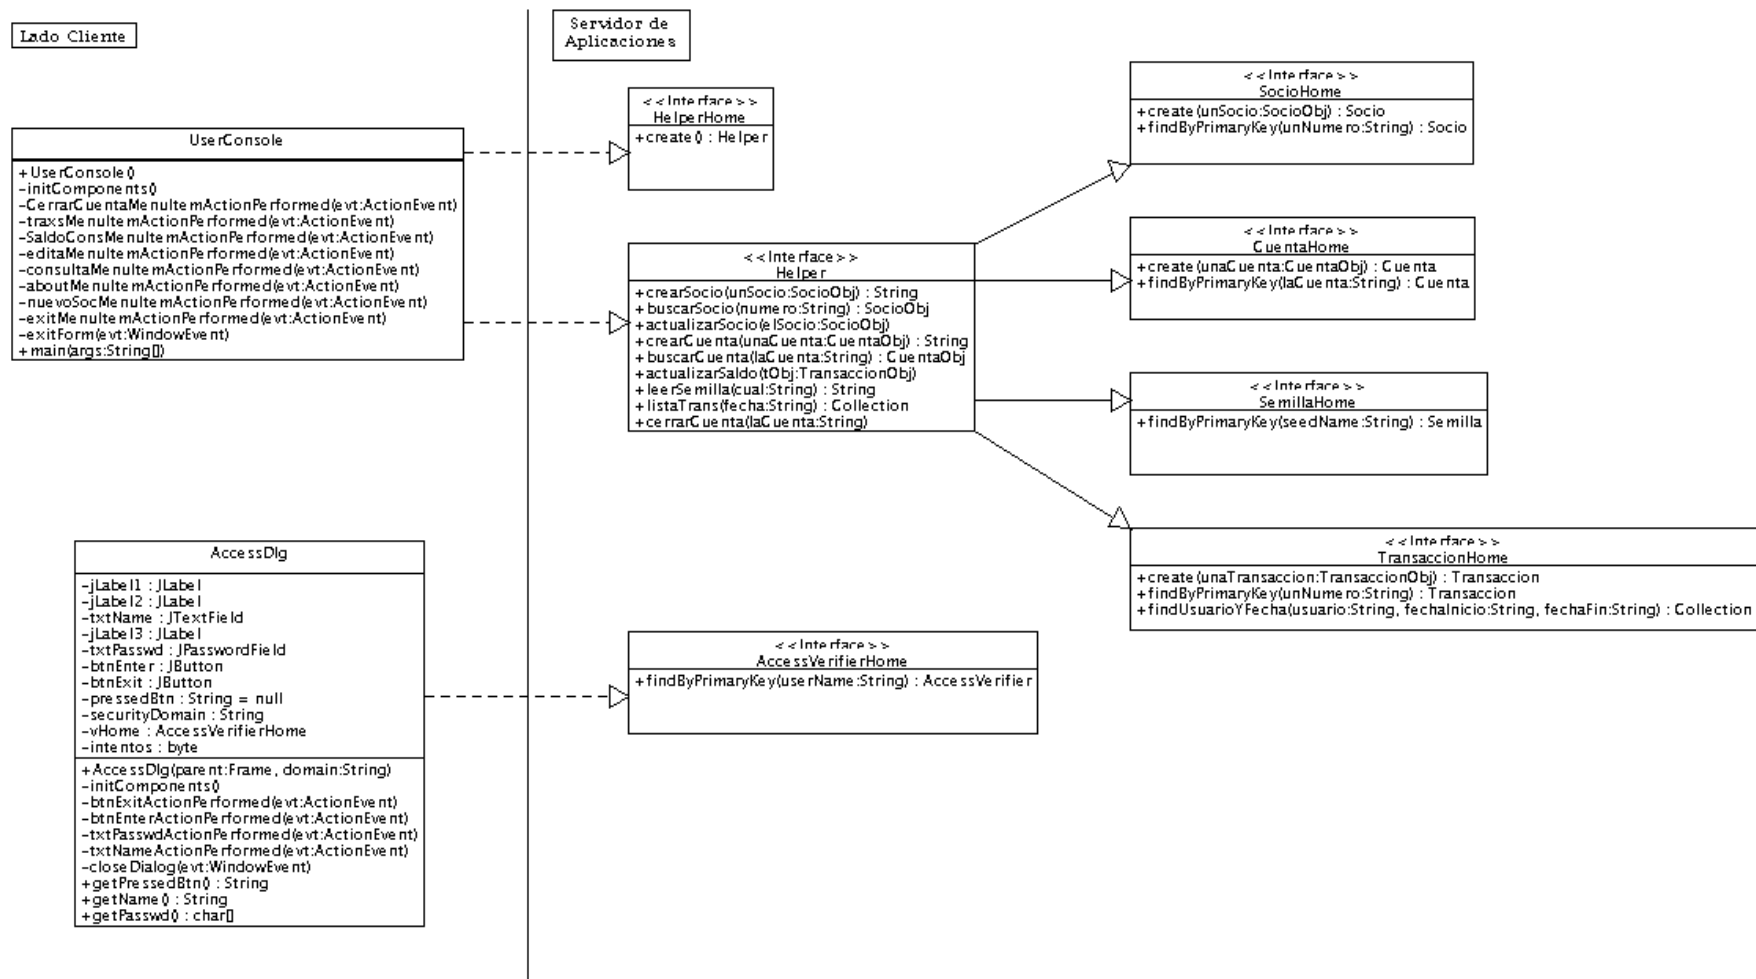 Lado Cliente
Servidor de
Aplicaciones
UserConsole
+UserConsole()
-initComponents()
-CerrarCuentaMenuItemActionPerformed(evt:ActionEvent)
-traxsMenuItemActionPerformed(evt:ActionEvent)
-SaldoConsMenuItemActionPerformed(evt:ActionEvent)
-editaMenuItemActionPerformed(evt:ActionEvent)
-consultaMenuItemActionPerformed(evt:ActionEvent)
-aboutMenuItemActionPerformed(evt:ActionEvent)
-nuevoSocMenuItemActionPerformed(evt:ActionEvent)
-exitMenuItemActionPerformed(evt:ActionEvent)
-exitForm(evt:WindowEvent)
+main(args:String[])
<<Interface>>
HelperHome
+create() : Helper
<<Interface>>
Helper
+crearSocio(unSocio:SocioObj) : String
+buscarSocio(numero:String) : SocioObj
+actualizarSocio(elSocio:SocioObj)
+crearCuenta(unaCuenta:CuentaObj) : String
+buscarCuenta(laCuenta:String) : CuentaObj
+actualizarSaldo(tObj:TransaccionObj)
+leerSemilla(cual:String) : String
+listaTrans(fecha:String) : Collection
+cerrarCuenta(laCuenta:String)
<<Interface>>
SocioHome
+create(unSocio:SocioObj) : Socio
+findByPrimaryKey(unNumero:String) : Socio
<<Interface>>
CuentaHome
+create(unaCuenta:CuentaObj) : Cuenta
+findByPrimaryKey(laCuenta:String) : Cuenta
<<Interface>>
SemillaHome
+findByPrimaryKey(seedName:String) : Semilla
<<Interface>>
TransaccionHome
+create(unaTransaccion:TransaccionObj) : Transaccion
+findByPrimaryKey(unNumero:String) : Transaccion
+findUsuarioYFecha(usuario:String, fechaInicio:String, fechaFin:String) : Collection
AccessDlg
-jLabel1 : JLabel
-jLabel2 : JLabel
-txtName : JTextField
-jLabel3 : JLabel
-txtPasswd : JPasswordField
-btnEnter : JButton
-btnExit : JButton
-pressedBtn : String = null
-securityDomain : String
-vHome : AccessVerifierHome
-intentos : byte
+AccessDlg(parent:Frame, domain:String)
-initComponents()
-btnExitActionPerformed(evt:ActionEvent)
-btnEnterActionPerformed(evt:ActionEvent)
-txtPasswdActionPerformed(evt:ActionEvent)
-txtNameActionPerformed(evt:ActionEvent)
-closeDialog(evt:WindowEvent)
+getPressedBtn() : String
+getName() : String
+getPasswd() : char[]
<<Interface>>
AccessVerifierHome
+findByPrimaryKey(userName:String) : AccessVerifier